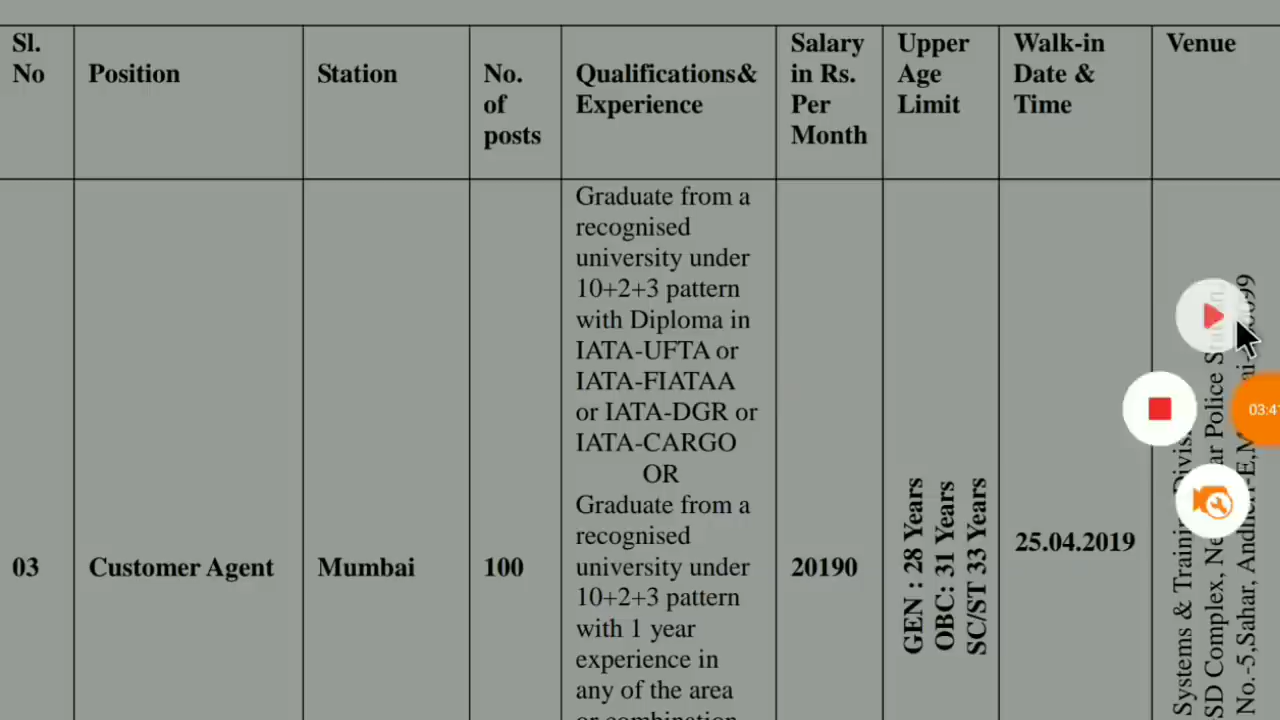 Sl. No
Position
Station
No. of posts
Qualifications& Experience
Salary in Rs. Per Month
Upper Age Limit
Walk-in Date & Time
Venue
03
Customer Agent
Mumbai
100
Graduate from a
recognised
university under
10+2+3 pattern
with Diploma in
IATA-UFTA or
IATA-FIATAA
or IATA-DGR or
IATA-CARGO
OR
Graduate from a
recognised
university under
10+2+3 pattern
with 1 year
experience in
any of the area
or combination
20190
GEN : 28 Years
OBC: 31 Years
SC/ST 33 Years
25.04.2019
Systems & Training
SD Complex, Police
No.-5,Sahar,